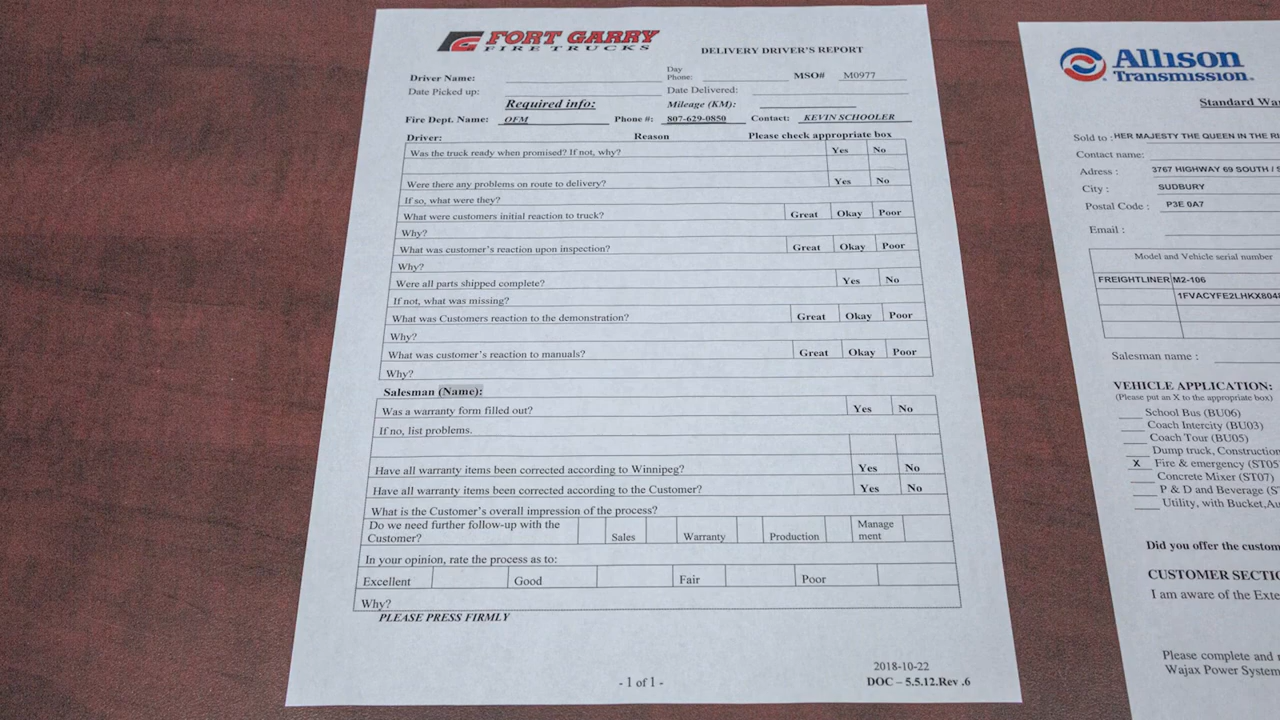 FORT GARRY
FIRE TRUCKS
DELIVERY DRIVER'S REPORT
Driver Name:
Day Phone:
MSO# M0977
Date Picked up:
Date Delivered:
Required info:
Mileage (KM):
Fire Dept. Name: OFM Phone #: 807-629-0850 Contact: KEVIN SCHOOLER
Driver: Reason Please check appropriate box
Was the truck ready when promised? If not, why? Yes No
Were there any problems on route to delivery? Yes No
If so, what were they?
What were customers initial reaction to truck? Great Okay Poor
Why?
What was customer's reaction upon inspection? Great Okay Poor
Why?
Were all parts shipped complete? Yes No
If not, what was missing?
What was Customers reaction to the demonstration? Great Okay Poor
Why?
What was customer's reaction to manuals? Great Okay Poor
Why?
Salesman (Name):
Was a warranty form filled out? Yes No
If no, list problems.
Have all warranty items been corrected according to Winnipeg? Yes No
Have all warranty items been corrected according to the Customer? Yes No
What is the Customer's overall impression of the process?
Do we need further follow-up with the
Customer? Sales Warranty Production Manage
ment
In your opinion, rate the process as to:
Excellent Good Fair Poor
Why?
PLEASE PRESS FIRMLY
2018-10-22
- 1 of 1 -
DOC – 5.5.12.Rev .6
Allison
Transmission
Standard
Sold to : HER MAJESTY THE QUEEN IN THE
Contact name:
Adress : 3767 HIGHWAY 69 SOUTH /
City : SUDBURY
Postal Code : P3E 0A7
Email :
Model and Vehicle serial number
FREIGHTLINER M2-106
1FVACYFE2LHKX804
Salesman name :
VEHICLE APPLICATION:
(Please put an X to the appropriate box)
School Bus (BU06)
Coach Intercity (BU03)
Coach Tour (BU05)
Dump truck, Construction
X Fire & emergency (ST05
Concrete Mixer (ST07)
P & D and Beverage
Utility, with Bucket,
Did you offer the custom
CUSTOMER
I am aware of the
Please complete and
Wajax Power System